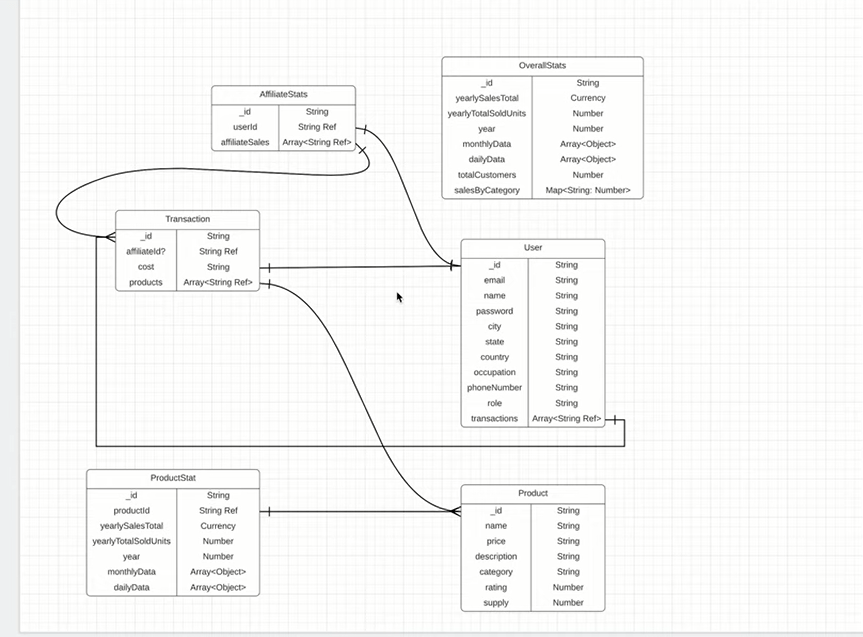 OverallStats
_id String
yearlySalesTotal Currency
yearlyTotalSoldUnits Number
year Number
monthlyData Array<Object>
dailyData Array<Object>
totalCustomers Number
salesByCategory Map<String: Number>
AffiliateStats
_id String
userId String Ref
affiliateSales Array<String Ref>
Transaction
_id String
affiliateId? String Ref
cost String
products Array<String Ref>
User
_id String
email String
name String
password String
city String
state String
country String
occupation String
phoneNumber String
role String
transactions Array<String Ref>
ProductStat
_id String
productId String Ref
yearlySalesTotal Currency
yearlyTotalSoldUnits Number
year Number
monthlyData Array<Object>
dailyData Array<Object>
Product
_id String
name String
price String
description String
category String
rating Number
supply Number